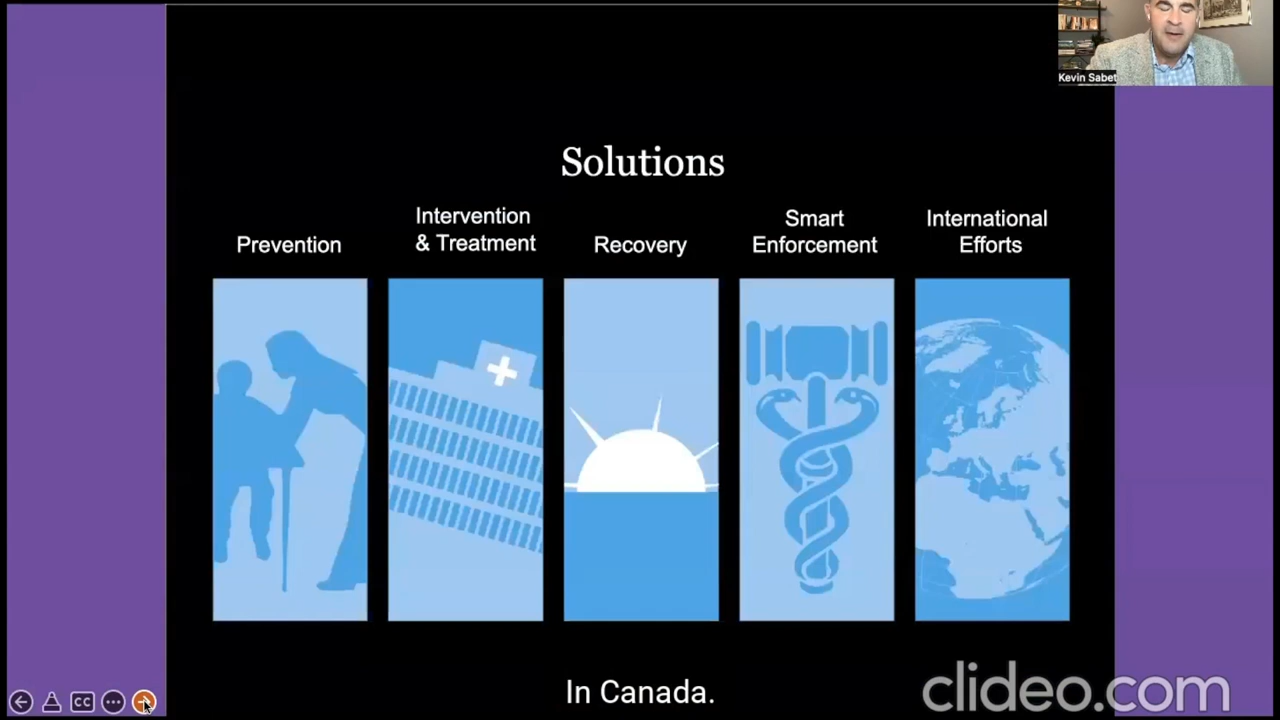 Kevin Sabet
Solutions
Prevention
Intervention
& Treatment
Recovery
Smart
Enforcement
International
Efforts
CC
In Canada.
clideo.com